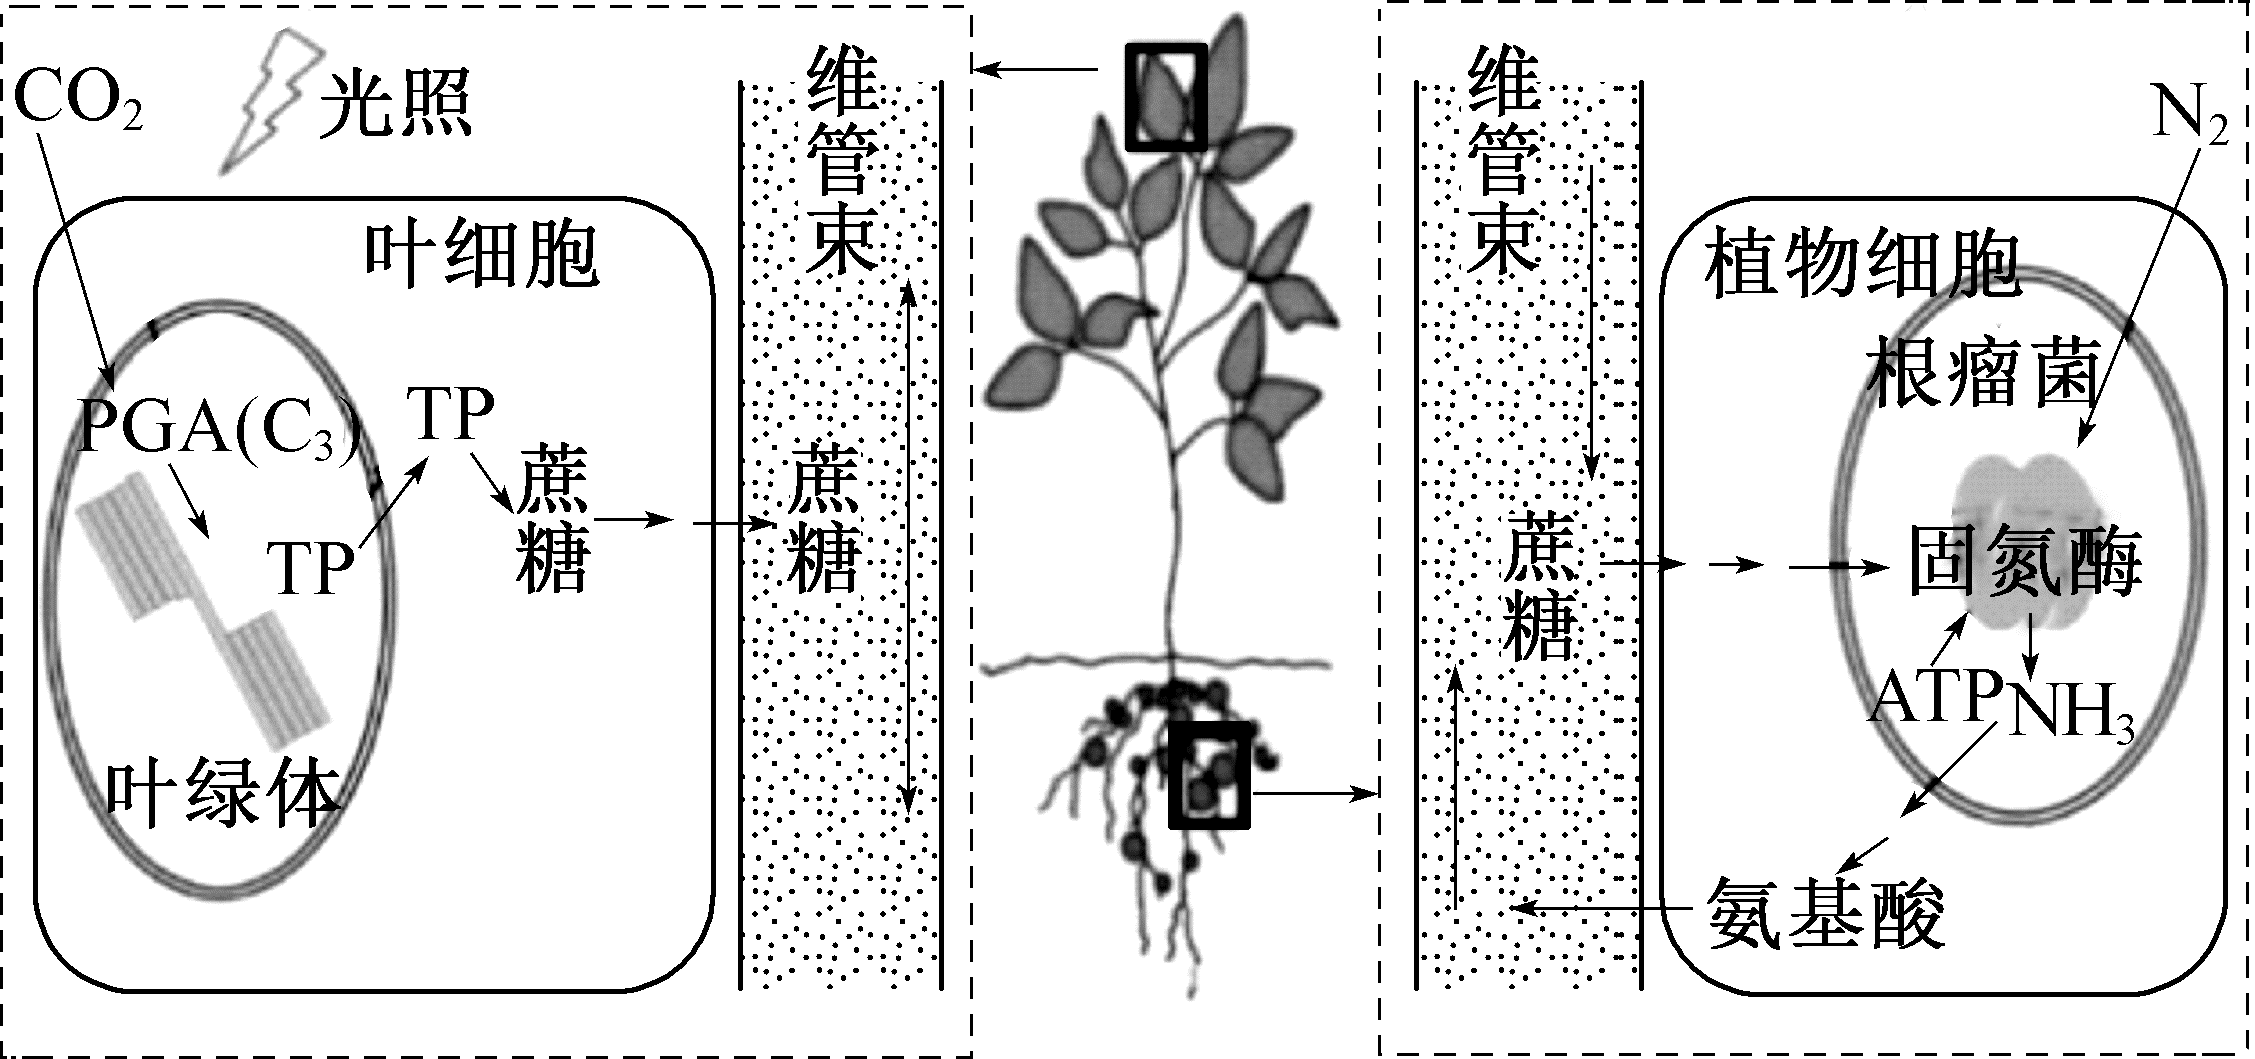 CO₂
光照
维管束
叶细胞
PGA(C₃)
TP
TP
蔗糖
蔗糖
叶绿体
维管束
N₂
植物细胞
根瘤菌
蔗糖
固氮酶
ATP
NH₃
氨基酸